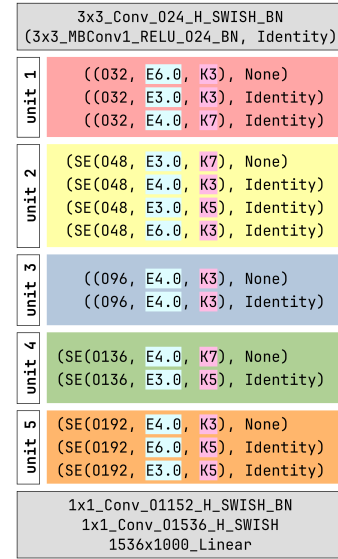 3x3_Conv_O24_H_SWISH_BN
(3x3_MBConv1_RELU_O24_BN, Identity)
unit 1
((O32, E6.0, K3), None)
((O32, E3.0, K3), Identity)
((O32, E4.0, K7), Identity)
unit 2
(SE(O48, E3.0, K7), None)
(SE(O48, E3.0, K3), Identity)
(SE(O48, E3.0, K5), Identity)
(SE(O48, E6.0, K3), Identity)
unit 3
((O96, E4.0, K3), None)
((O96, E4.0, K3), Identity)
unit 4
(SE(O136, E4.0, K7), None)
(SE(O136, E3.0, K5), Identity)
unit 5
(SE(O192, E4.0, K3), None)
(SE(O192, E6.0, K5), Identity)
(SE(O192, E3.0, K5), Identity)
1x1_Conv_O1152_H_SWISH_BN
1x1_Conv_O1536_H_SWISH
1536x1000_Linear